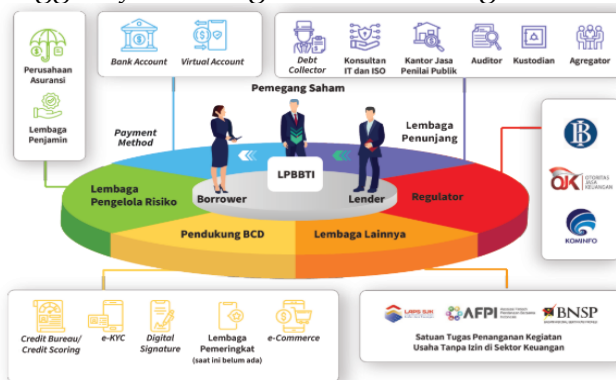 Bank Account
Virtual Account
Debt
Collector
Konsultan
IT dan ISO
Kantor Jasa
Penilai Publik
Auditor
Kustodian
Agregator
Perusahaan
Asuransi
Lembaga
Penjamin
Pemegang Saham
Payment
Method
Lembaga
Penunjang
LPBBTI
Lembaga
Pengelola Risiko
Borrower
Lender
Regulator
Pendukung BCD
Lembaga Lainnya
OJK
OTORITAS
JASA
KEUANGAN
KOMINFO
Credit Bureau/
Credit Scoring
e-KYC
Digital
Signature
Lembaga
Pemeringkat
(saat ini belum ada)
e-Commerce
LAPS SJK
AFPI
BNSP
Satuan Tugas Penanganan Kegiatan
Usaha Tanpa Izin di Sektor Keuangan